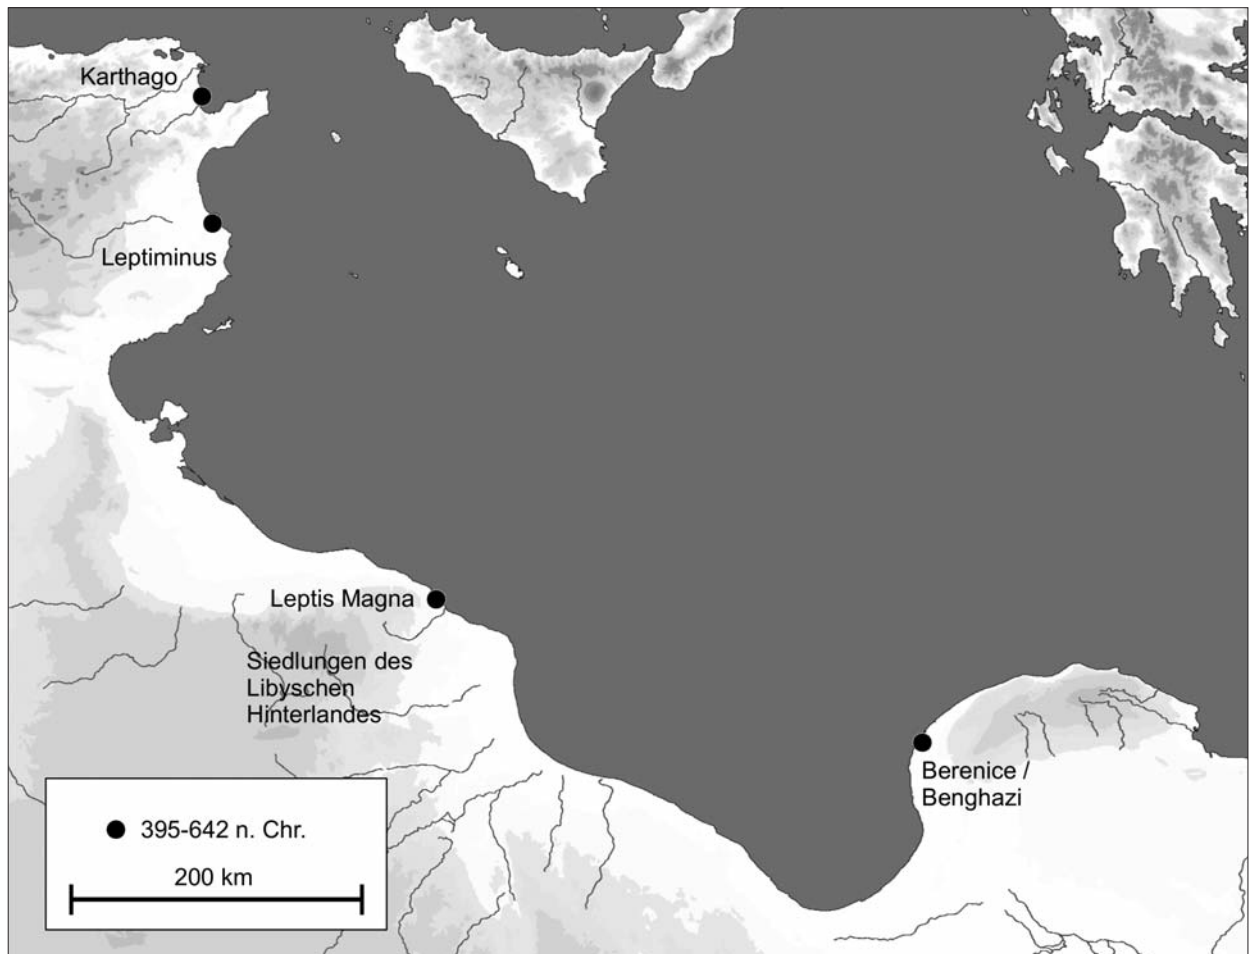 Karthago
Leptiminus
Leptis Magna
Siedlungen des
Libyschen
Hinterlandes
Berenice /
Benghazi
395-642 n. Chr.
200 km